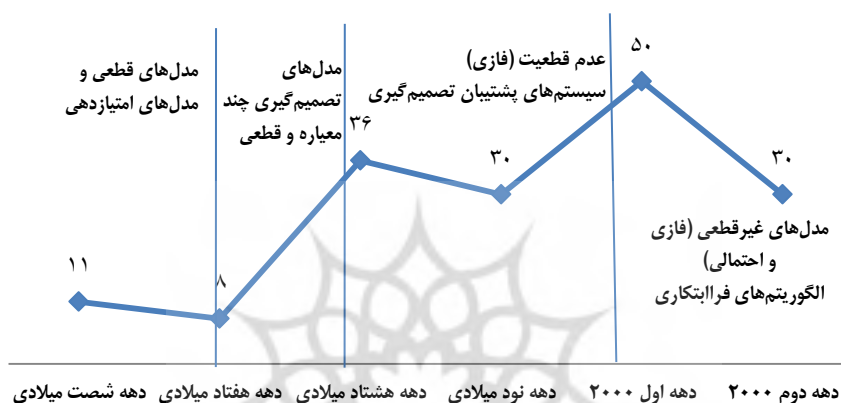 مدل‌های قطعی و
مدل‌های امتیازدهی
مدل‌های
تصمیم‌گیری چند
معیاره و قطعی
عدم قطعیت (فازی)
سیستم‌های پشتیبان تصمیم‌گیری
مدل‌های غیرقطعی (فازی
و احتمالی)
الگوریتم‌های فراابتکاری
۱۱
۸
۳۶
۳۰
۵۰
۳۰
دهه شصت میلادی
دهه هفتاد میلادی
دهه هشتاد میلادی
دهه نود میلادی
دهه اول ۲۰۰۰
دهه دوم ۲۰۰۰